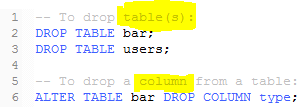 1 -- To drop table(s):
2 DROP TABLE bar;
3 DROP TABLE users;
4
5 -- To drop a column from a table:
6 ALTER TABLE bar DROP COLUMN type;